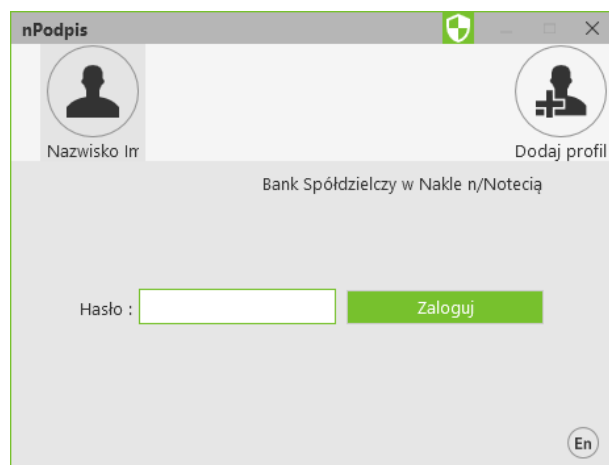 nPodpis
Nazwisko Im
Dodaj profil
Bank Spółdzielczy w Nakle n/Notecią
Hasło :
Zaloguj
En